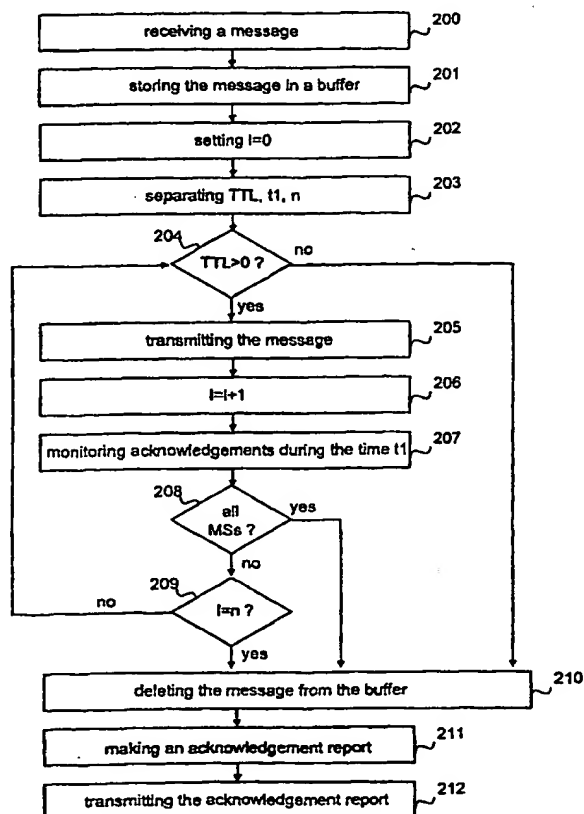 receiving a message 200
storing the message in a buffer 201
setting I=0 202
separating TTL, t1, n 203
204
TTL>0 ? no
yes
transmitting the message 205
I=I+1 206
monitoring acknowledgements during the time t1 207
208
all
MSs ?
yes
no
209
I=n ?
no
yes
deleting the message from the buffer 210
making an acknowledgement report 211
transmitting the acknowledgement report 212